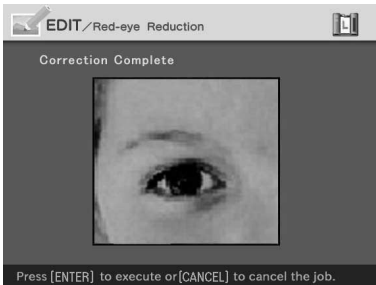 EDIT/Red-eye Reduction
L
Correction Complete
Press [ENTER] to execute or [CANCEL] to cancel the job.